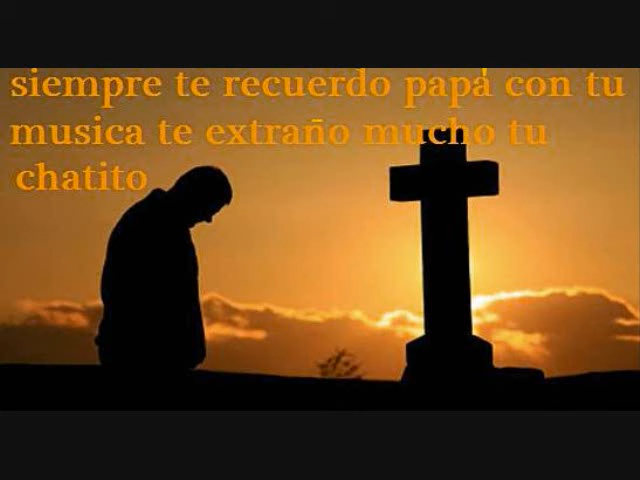 siempre te recuerdo papá con tu
musica te extraño mucho tu
chatito